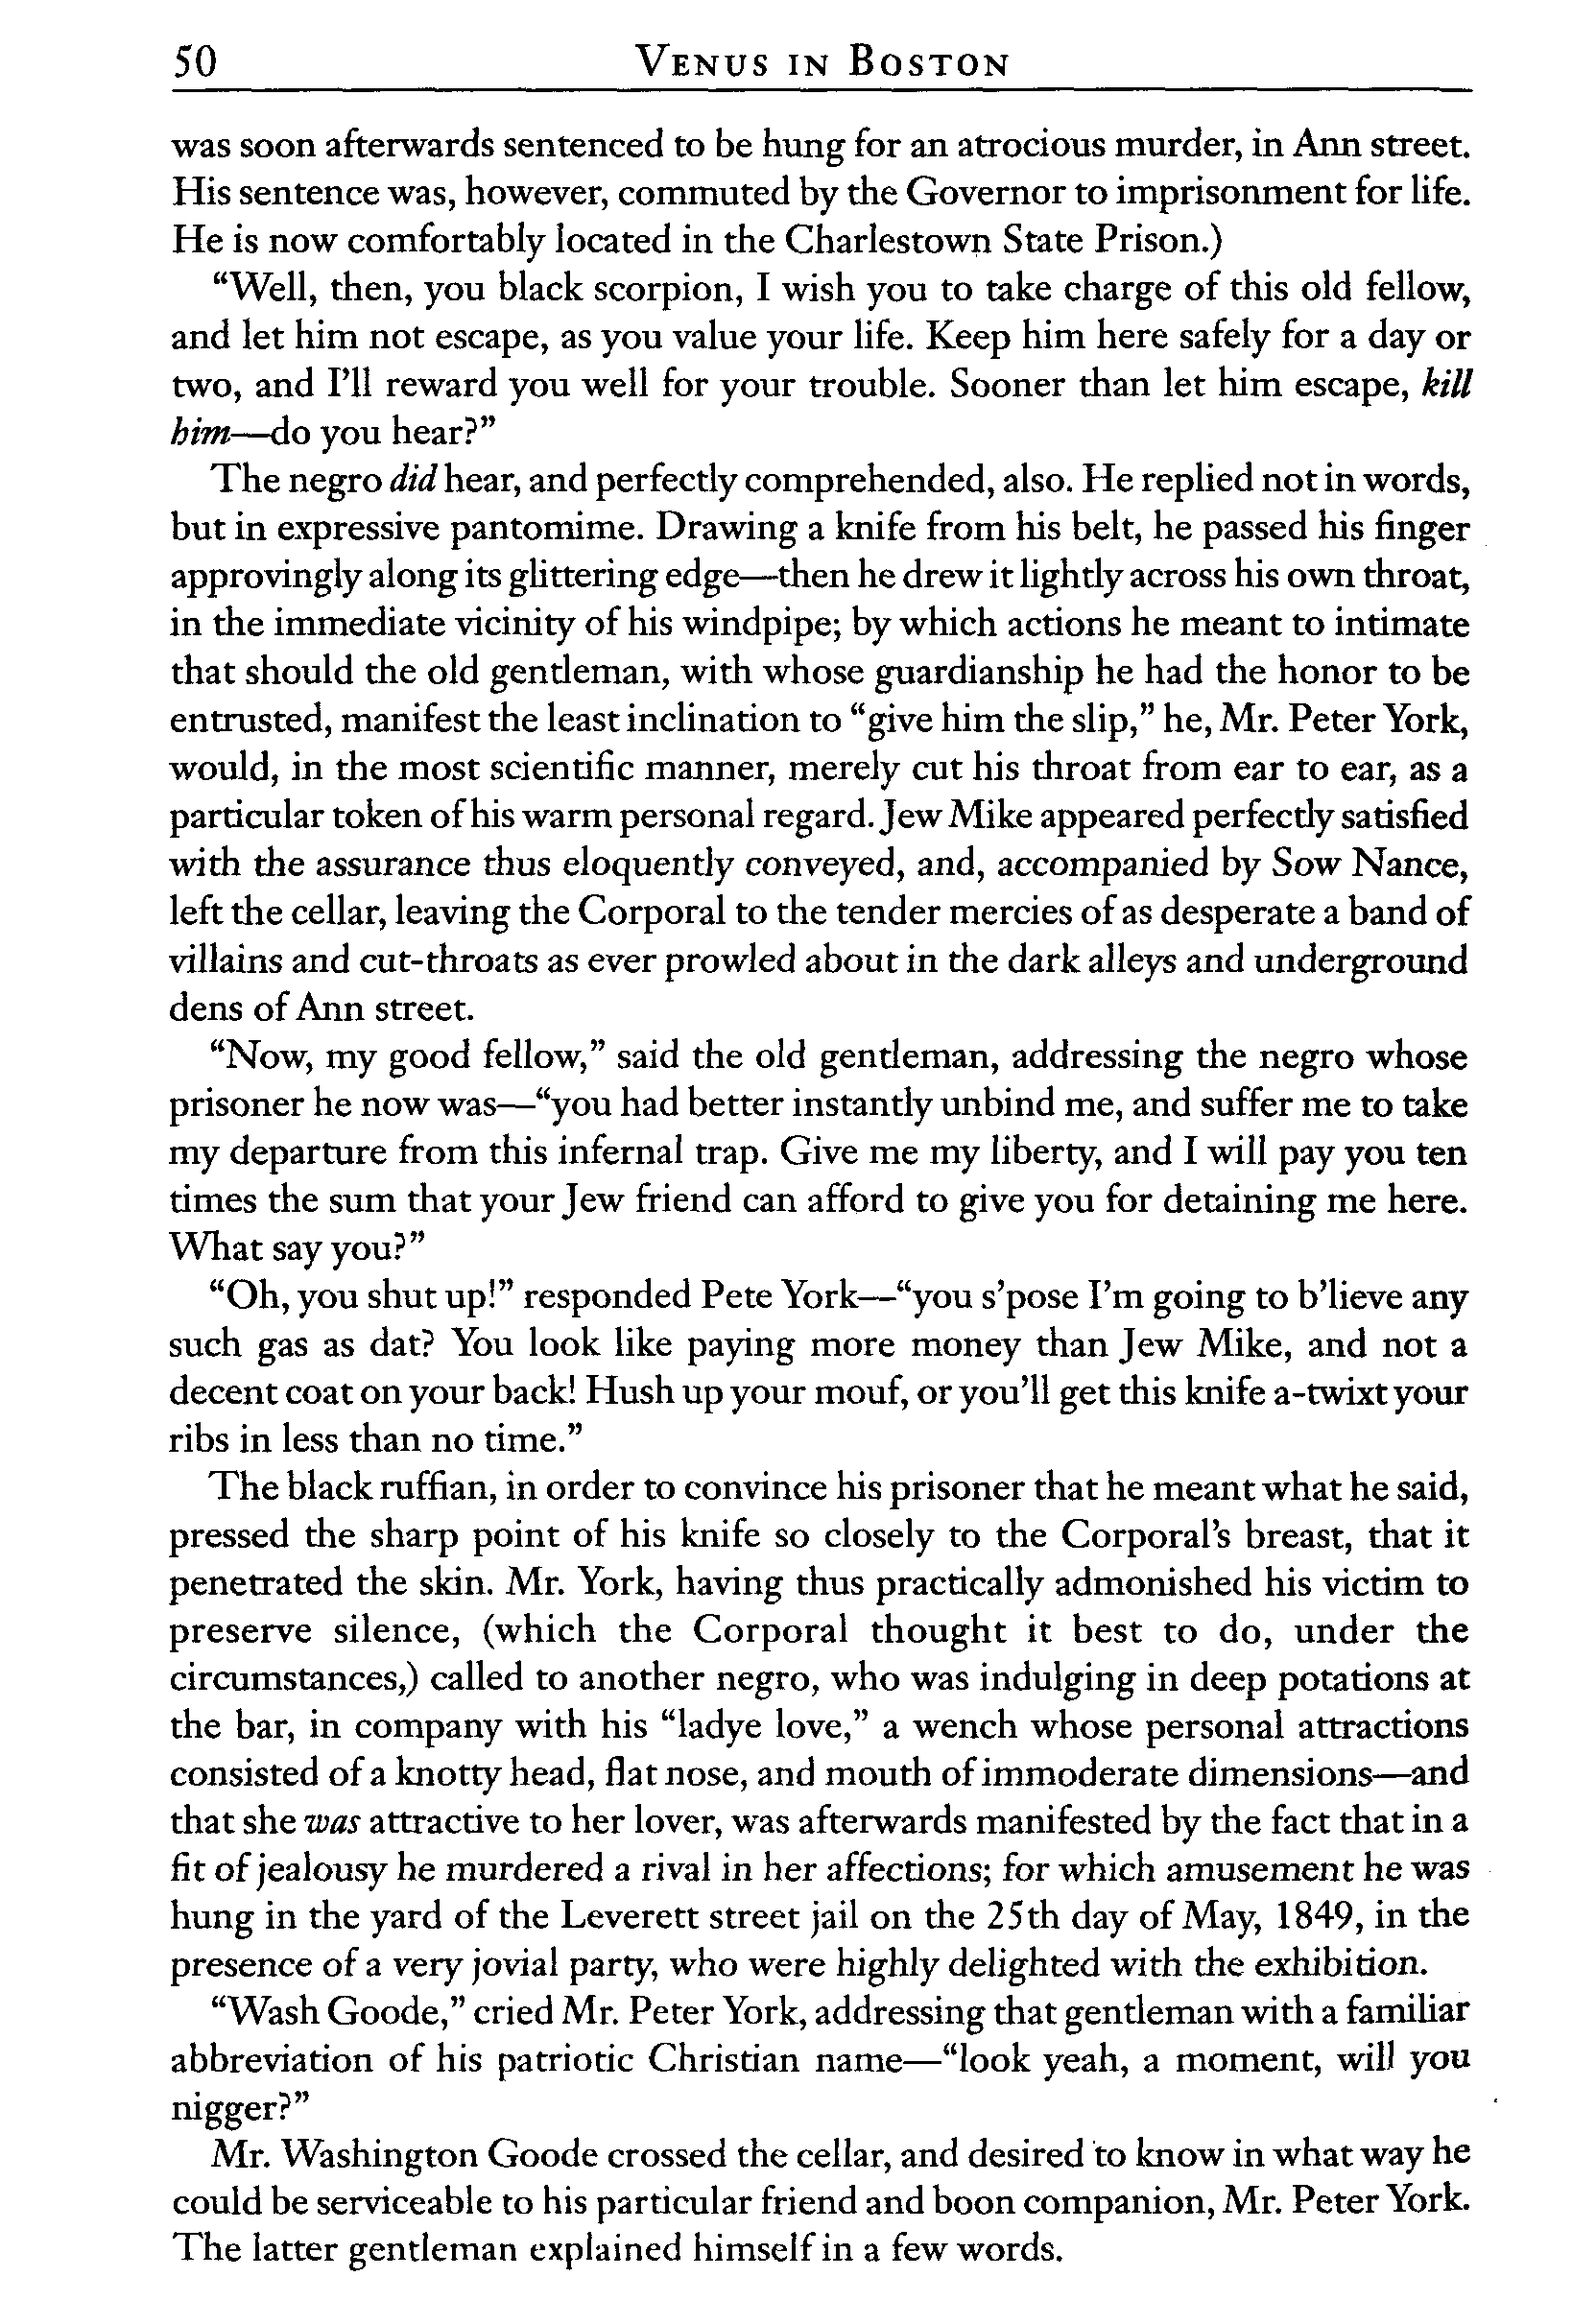 50 VENUS IN BOSTON
was soon afterwards sentenced to be hung for an atrocious murder, in Ann street.
His sentence was, however, commuted by the Governor to imprisonment for life.
He is now comfortably located in the Charlestown State Prison.)
“Well, then, you black scorpion, I wish you to take charge of this old fellow,
and let him not escape, as you value your life. Keep him here safely for a day or
two, and I’ll reward you well for your trouble. Sooner than let him escape, kill
him—do you hear?”
The negro did hear, and perfectly comprehended, also. He replied not in words,
but in expressive pantomime. Drawing a knife from his belt, he passed his finger
approvingly along its glittering edge—then he drew it lightly across his own throat,
in the immediate vicinity of his windpipe; by which actions he meant to intimate
that should the old gentleman, with whose guardianship he had the honor to be
entrusted, manifest the least inclination to “give him the slip,” he, Mr. Peter York,
would, in the most scientific manner, merely cut his throat from ear to ear, as a
particular token of his warm personal regard. Jew Mike appeared perfectly satisfied
with the assurance thus eloquently conveyed, and, accompanied by Sow Nance,
left the cellar, leaving the Corporal to the tender mercies of as desperate a band of
villains and cut-throats as ever prowled about in the dark alleys and underground
dens of Ann street.
“Now, my good fellow,” said the old gentleman, addressing the negro whose
prisoner he now was—“you had better instantly unbind me, and suffer me to take
my departure from this infernal trap. Give me my liberty, and I will pay you ten
times the sum that your Jew friend can afford to give you for detaining me here.
What say you?”
“Oh, you shut up!” responded Pete York—“you s’pose I’m going to b’lieve any
such gas as dat? You look like paying more money than Jew Mike, and not a
decent coat on your back! Hush up your mouf, or you’ll get this knife a-twixt your
ribs in less than no time.”
The black ruffian, in order to convince his prisoner that he meant what he said,
pressed the sharp point of his knife so closely to the Corporal’s breast, that it
penetrated the skin. Mr. York, having thus practically admonished his victim to
preserve silence, (which the Corporal thought it best to do, under the
circumstances,) called to another negro, who was indulging in deep potations at
the bar, in company with his “ladye love,” a wench whose personal attractions
consisted of a knotty head, flat nose, and mouth of immoderate dimensions—and
that she was attractive to her lover, was afterwards manifested by the fact that in a
fit of jealousy he murdered a rival in her affections; for which amusement he was
hung in the yard of the Leverett street jail on the 25th day of May, 1849, in the
presence of a very jovial party, who were highly delighted with the exhibition.
“Wash Goode,” cried Mr. Peter York, addressing that gentleman with a familiar
abbreviation of his patriotic Christian name—“look yeah, a moment, will you
nigger?”
Mr. Washington Goode crossed the cellar, and desired to know in what way he
could be serviceable to his particular friend and boon companion, Mr. Peter York.
The latter gentleman explained himself in a few words.